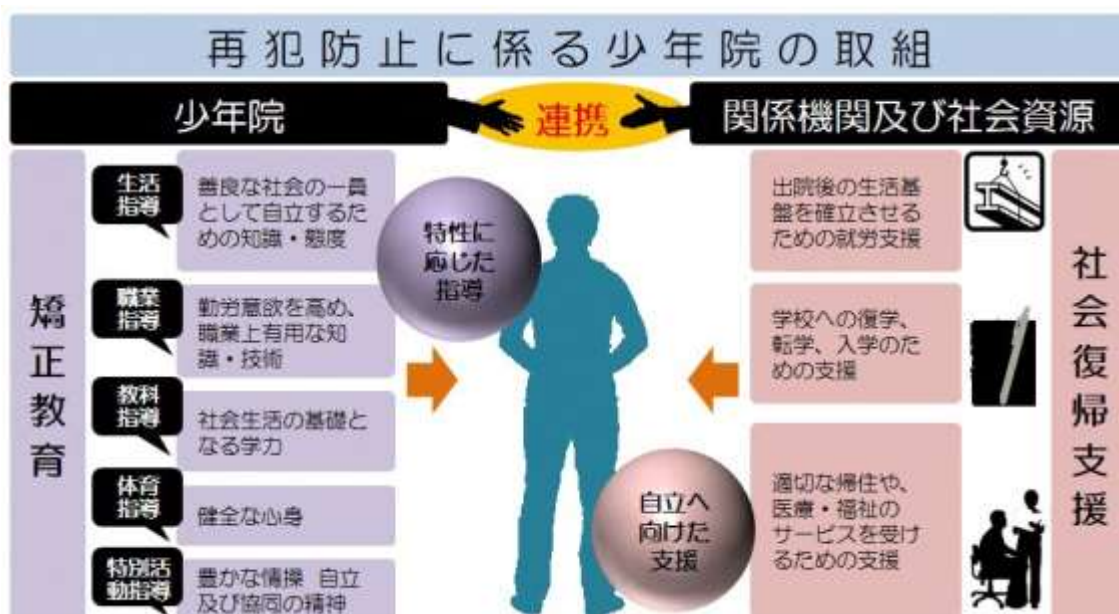 再犯防止に係る少年院の取組
少年院
連携
関係機関及び社会資源
矯正教育
生活
指導
善良な社会の一員
として自立するた
めの知識・態度
職業
指導
勤労意欲を高め、
職業上有用な知
識・技術
教科
指導
社会生活の基礎と
なる学力
体育
指導
健全な心身
特別活
動指導
豊かな情操 自立
及び協同の精神
特性に
応じた
指導
自立へ
向けた
支援
出院後の生活基
盤を確立させる
ための就労支援
学校への復学、
転学、入学のた
めの支援
適切な帰住や、
医療・福祉の
サービスを受け
るための支援
社会復帰支援